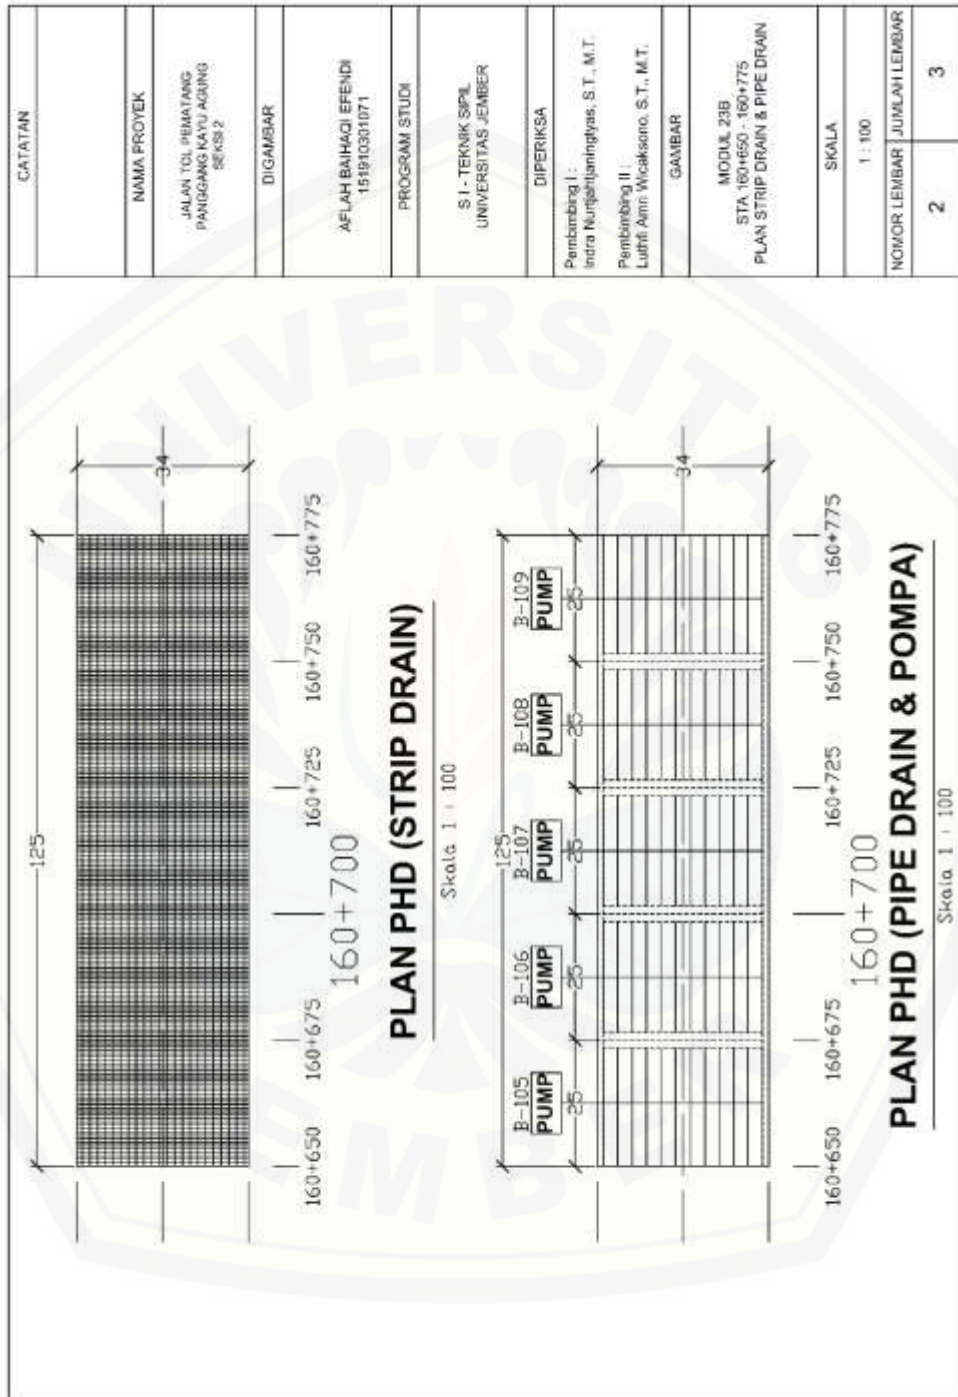 CATATAN
NAMA PROYEK
JALAN TOL PEMATANG
PANGGANG KAYU AGUNG
SEKSI 2
DIGAMBAR
AFLAH BAIHAQI EFENDI
151910301071
PROGRAM STUDI
S I - TEKNIK SIPIL
UNIVERSITAS JEMBER
DIPERIKSA
Pembimbing I :
Indra Nurtjahtjaningtyas, S.T., M.T.
Pembimbing II :
Luthfi Amri Wicaksono, S.T., M.T.
GAMBAR
MODUL 23B
STA 160+650 - 160+775
PLAN STRIP DRAIN & PIPE DRAIN
SKALA
1 : 100
NOMOR LEMBAR JUMLAH LEMBAR
2 3
125
34
160+650 160+675 160+700 160+725 160+750 160+775
PLAN PHD (STRIP DRAIN)
Skala 1 : 100
125
B-105 B-106 B-107 B-108 B-109
PUMP PUMP PUMP PUMP PUMP
25 25 25 25 25
34
160+650 160+675 160+700 160+725 160+750 160+775
PLAN PHD (PIPE DRAIN & POMPA)
Skala 1 : 100
UNIVERSITAS
JEMBER